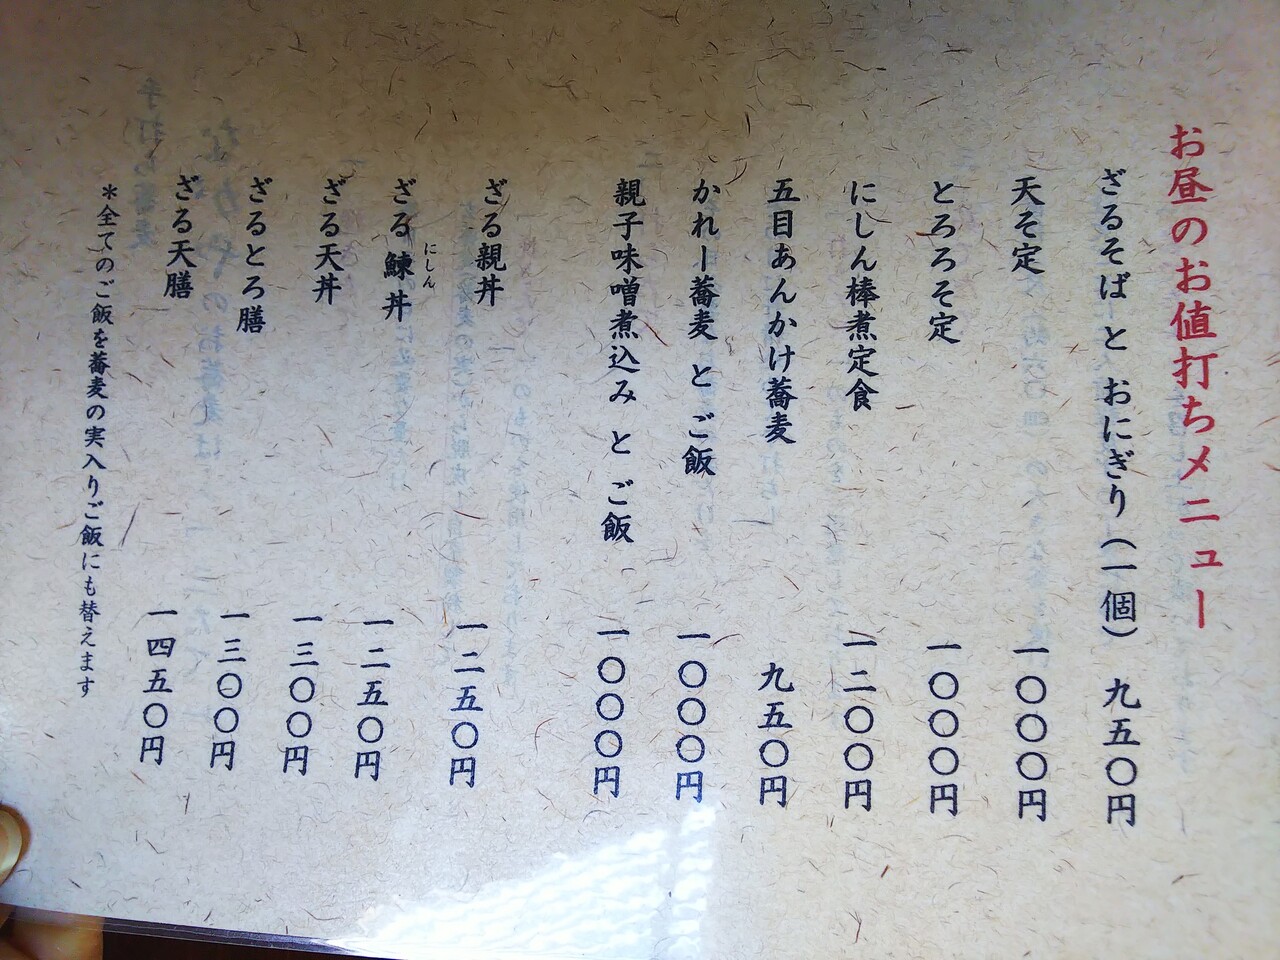 お昼のお値打ちメニュー
ざるそばと おにぎり（一個） 九五〇円
天そ定 一〇〇〇円
とろろそ定 一〇〇〇円
にしん棒煮定食 一二〇〇円
五目あんかけ蕎麦 九五〇円
かれー蕎麦 と ご飯 一〇〇〇円
親子味噌煮込み と ご飯 一〇〇〇円
ざる親丼 一二五〇円
ざる鰊丼 一二五〇円
にしん
ざる天丼 一三〇〇円
ざるとろ膳 一三〇〇円
ざる天膳 一四五〇円
＊全てのご飯を蕎麦の実入りご飯にも替えます